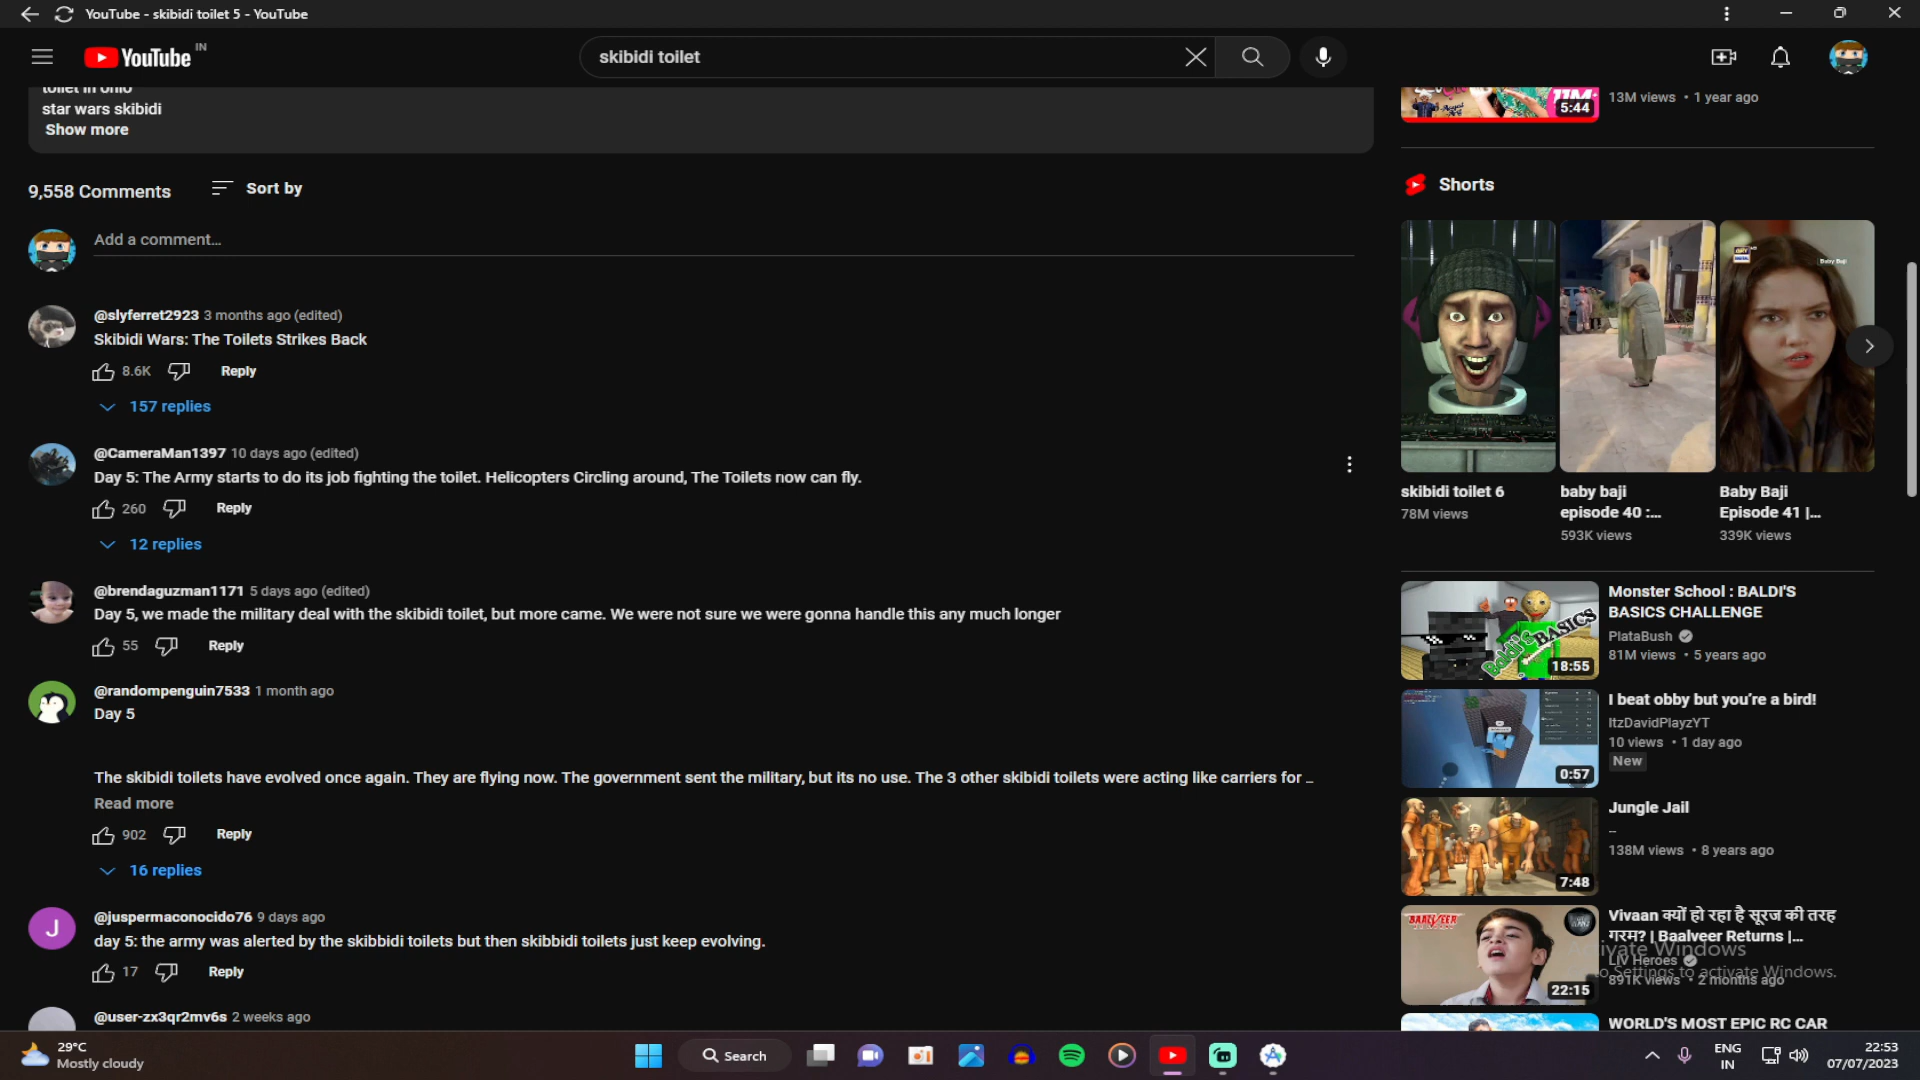 YouTube - skibidi toilet 5 - YouTube
YouTube IN
skibidi toilet
toilet in ohio
star wars skibidi
Show more
9,558 Comments
Sort by
Add a comment...
@slyferret2923 3 months ago (edited)
Skibidi Wars: The Toilets Strikes Back
8.6K
Reply
157 replies
@CameraMan1397 10 days ago (edited)
Day 5: The Army starts to do its job fighting the toilet. Helicopters Circling around, The Toilets now can fly.
260
Reply
12 replies
@brendaguzman1171 5 days ago (edited)
Day 5, we made the military deal with the skibidi toilet, but more came. We were not sure we were gonna handle this any much longer
55
Reply
@randompenguin7533 1 month ago
Day 5
The skibidi toilets have evolved once again. They are flying now. The government sent the military, but its no use. The 3 other skibidi toilets were acting like carriers for ...
Read more
902
Reply
16 replies
J
@juspermaconocido76 9 days ago
day 5: the army was alerted by the skibbidi toilets but then skibbidi toilets just keep evolving.
17
Reply
@user-zx3qr2mv6s 2 weeks ago
11M+
5:44
13M views • 1 year ago
Shorts
Baby Baji
skibidi toilet 6
78M views
baby baji
episode 40 :...
593K views
Baby Baji
Episode 41 |...
339K views
Baldi's BASICS
18:55
Monster School : BALDI'S
BASICS CHALLENGE
PlataBush
81M views • 5 years ago
0:57
I beat obby but you're a bird!
ItzDavidPlayzYT
10 views • 1 day ago
New
7:48
Jungle Jail
...
138M views • 8 years ago
BAALVEER
22:15
Vivaan क्यों हो रहा है सूरज की तरह
गरम? | Baalveer Returns |...
LIV Heroes
891K views • 2 months ago
Activate Windows
to Settings to activate Windows.
WORLD'S MOST EPIC RC CAR
29°C
Mostly cloudy
Search
ENG
IN
22:53
07/07/2023